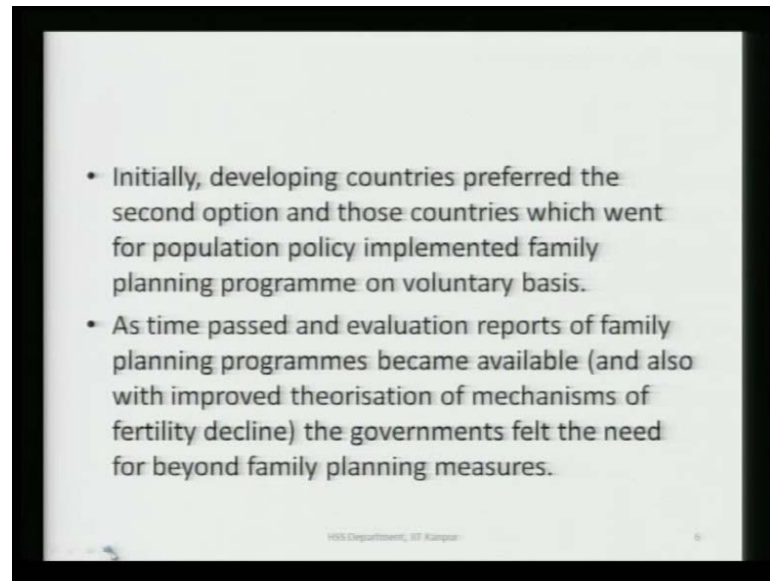 • Initially, developing countries preferred the
second option and those countries which went
for population policy implemented family
planning programme on voluntary basis.
• As time passed and evaluation reports of family
planning programmes became available (and also
with improved theorisation of mechanisms of
fertility decline) the governments felt the need
for beyond family planning measures.
HSS Department, IIT Kanpur
6